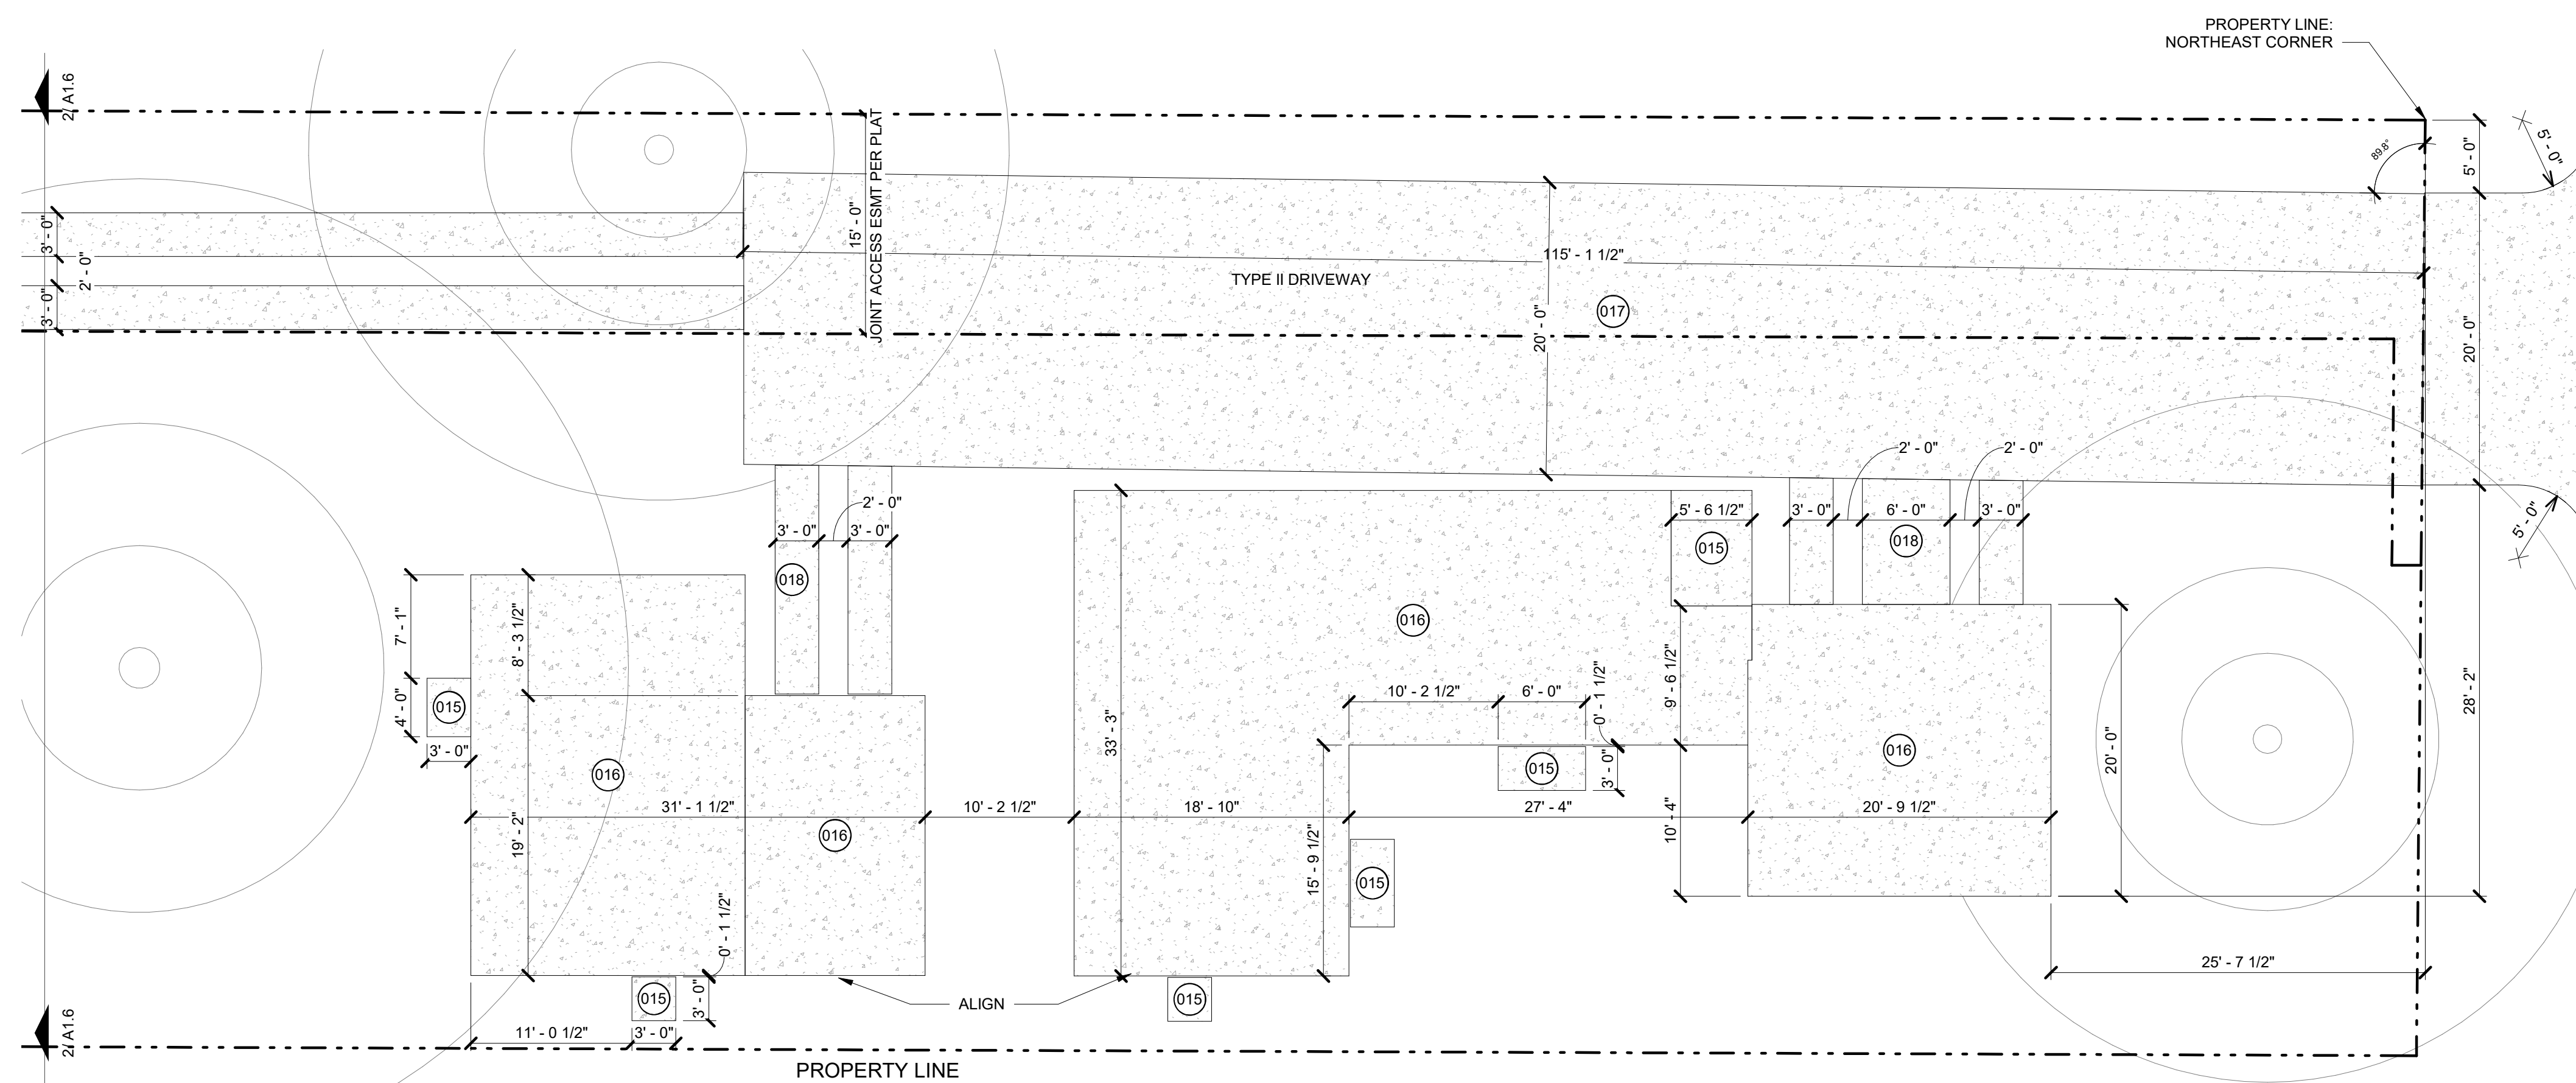 PROPERTY LINE:
NORTHEAST CORNER
2/ A1.6
JOINT ACCESS ESMT PER PLAT
15' - 0"
89.8°
5' - 0"
5' - 0"
3' - 0"
2' - 0"
3' - 0"
115' - 1 1/2"
TYPE II DRIVEWAY
017
20' - 0"
20' - 0"
2' - 0"
2' - 0"
2' - 0"
3' - 0"
3' - 0"
018
5' - 6 1/2"
015
3' - 0"
6' - 0"
3' - 0"
018
5' - 0"
7' - 1"
8' - 3 1/2"
4' - 0"
015
3' - 0"
016
016
31' - 1 1/2"
19' - 2"
016
10' - 2 1/2"
33' - 3"
18' - 10"
10' - 2 1/2"
6' - 0"
0' - 1 1/2"
9' - 6 1/2"
015
3' - 0"
27' - 4"
10' - 4"
15' - 9 1/2"
015
016
20' - 9 1/2"
20' - 0"
28' - 2"
25' - 7 1/2"
0' - 1 1/2"
015
3' - 0"
11' - 0 1/2"
3' - 0"
ALIGN
015
2/ A1.6
PROPERTY LINE